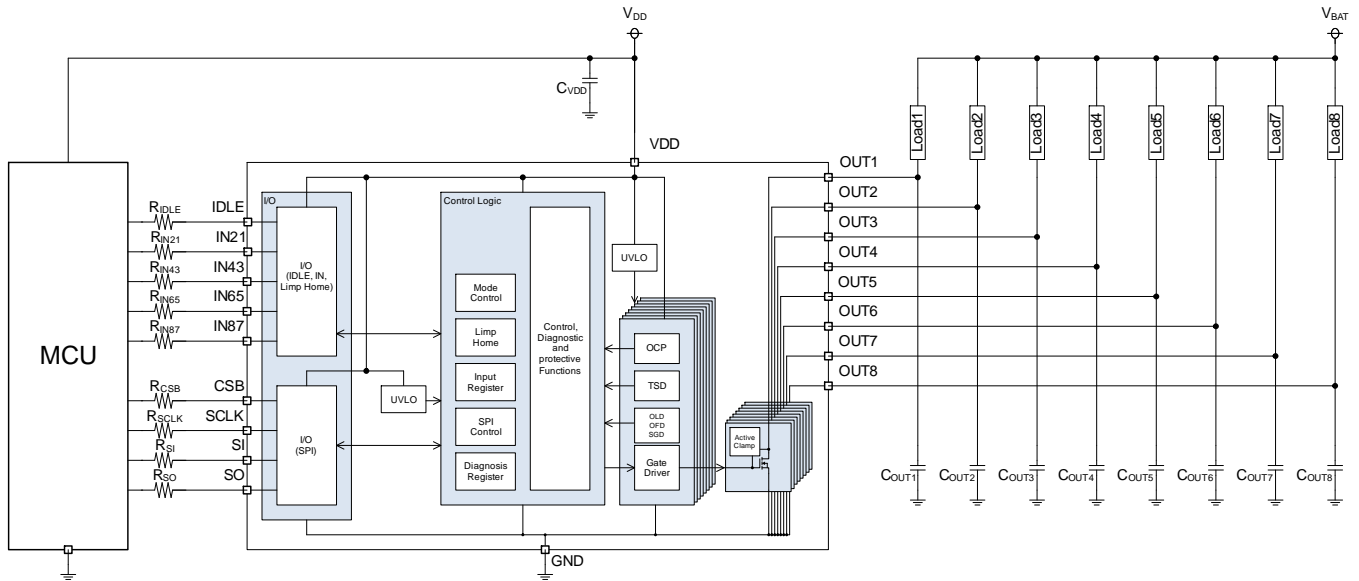 VDD
VBAT
CVDD
VDD
MCU
RIDLE
IDLE
RIN21
IN21
RIN43
IN43
RIN65
IN65
RIN87
IN87
RCSB
CSB
RSCLK
SCLK
RSI
SI
RSO
SO
I/O
I/O
(IDLE, IN,
Limp Home)
I/O
(SPI)
UVLO
Control Logic
Mode
Control
Limp
Home
Input
Register
SPI
Control
Diagnosis
Register
Control,
Diagnostic
and
protective
Functions
UVLO
OCP
TSD
OLD
OFD
SGD
Gate
Driver
Active
Clamp
GND
OUT1
OUT2
OUT3
OUT4
OUT5
OUT6
OUT7
OUT8
Load1
Load2
Load3
Load4
Load5
Load6
Load7
Load8
COUT1
COUT2
COUT3
COUT4
COUT5
COUT6
COUT7
COUT8